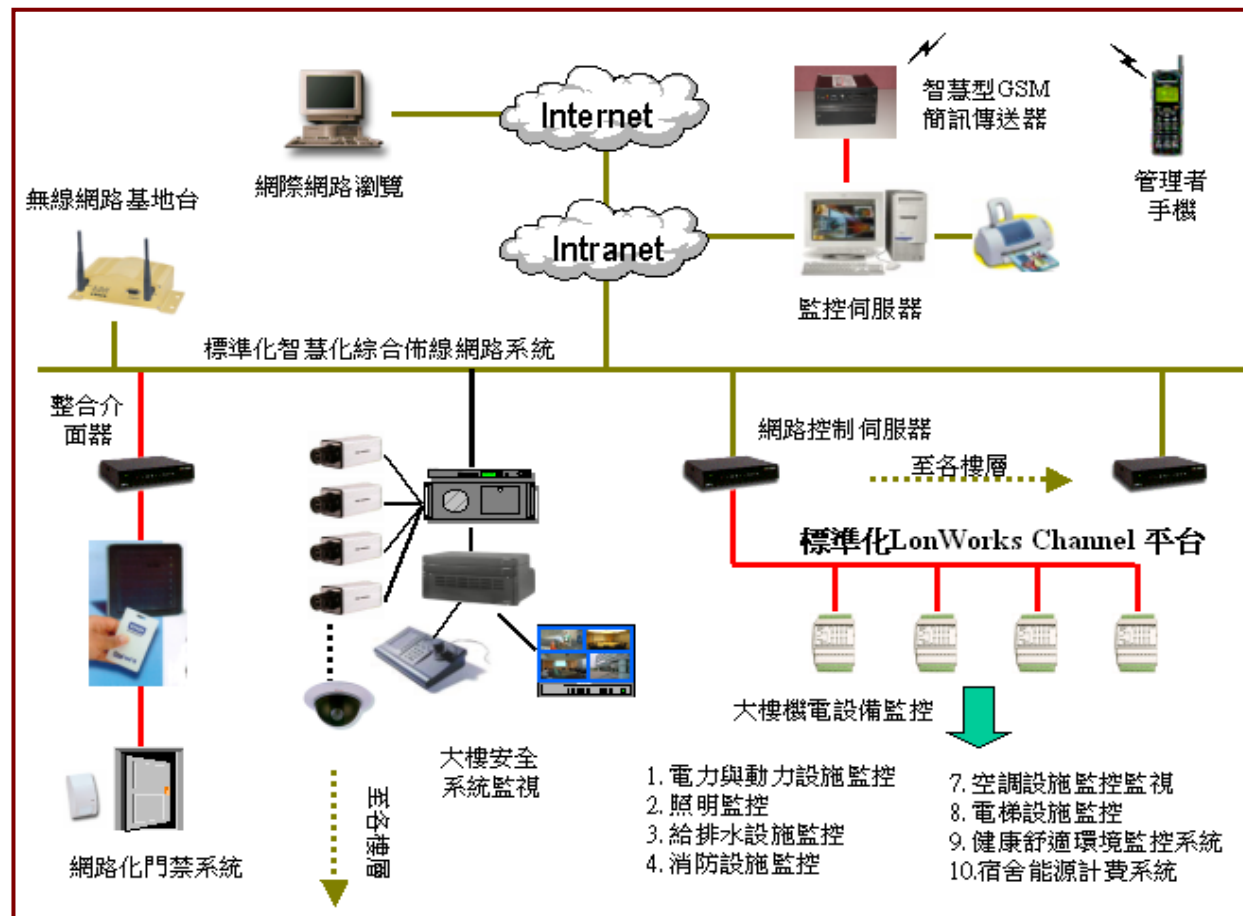 Internet
智慧型GSM
簡訊傳送器
網際網路瀏覽
管理者
手機
無線網路基地台
Intranet
監控伺服器
標準化智慧化綜合佈線網路系統
整合介
面器
網路控制伺服器
至各樓層
標準化LonWorks Channel 平台
大樓機電設備監控
大樓安全
系統監視
至各樓層
網路化門禁系統
1. 電力與動力設施監控
2. 照明監控
3. 給排水設施監控
4. 消防設施監控
7. 空調設施監控監視
8. 電梯設施監控
9. 健康舒適環境監控系統
10.宿舍能源計費系統